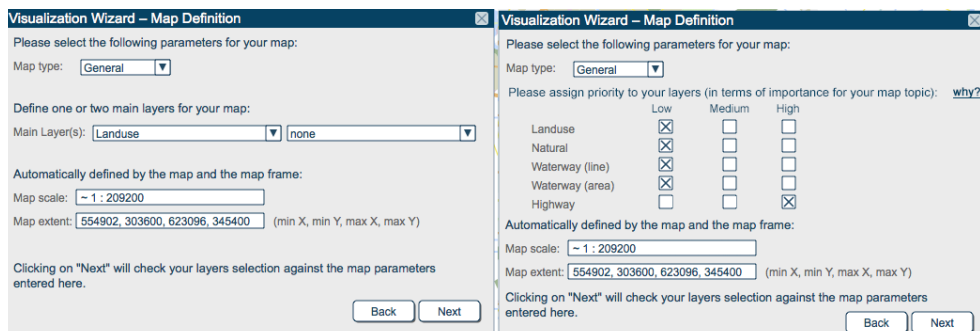 Visualization Wizard – Map Definition
Please select the following parameters for your map:
Map type: General
Define one or two main layers for your map:
Main Layer(s): Landuse none
Automatically defined by the map and the map frame:
Map scale: ~ 1 : 209200
Map extent: 554902, 303600, 623096, 345400 (min X, min Y, max X, max Y)
Clicking on "Next" will check your layers selection against the map parameters
entered here.
Back Next
Visualization Wizard – Map Definition
Please select the following parameters for your map:
Map type: General
Please assign priority to your layers (in terms of importance for your map topic): why?
Low Medium High
Landuse
Natural
Waterway (line)
Waterway (area)
Highway
Automatically defined by the map and the map frame:
Map scale: ~ 1 : 209200
Map extent: 554902, 303600, 623096, 345400 (min X, min Y, max X, max Y)
Clicking on "Next" will check your layers selection against the map parameters
entered here.
Back Next